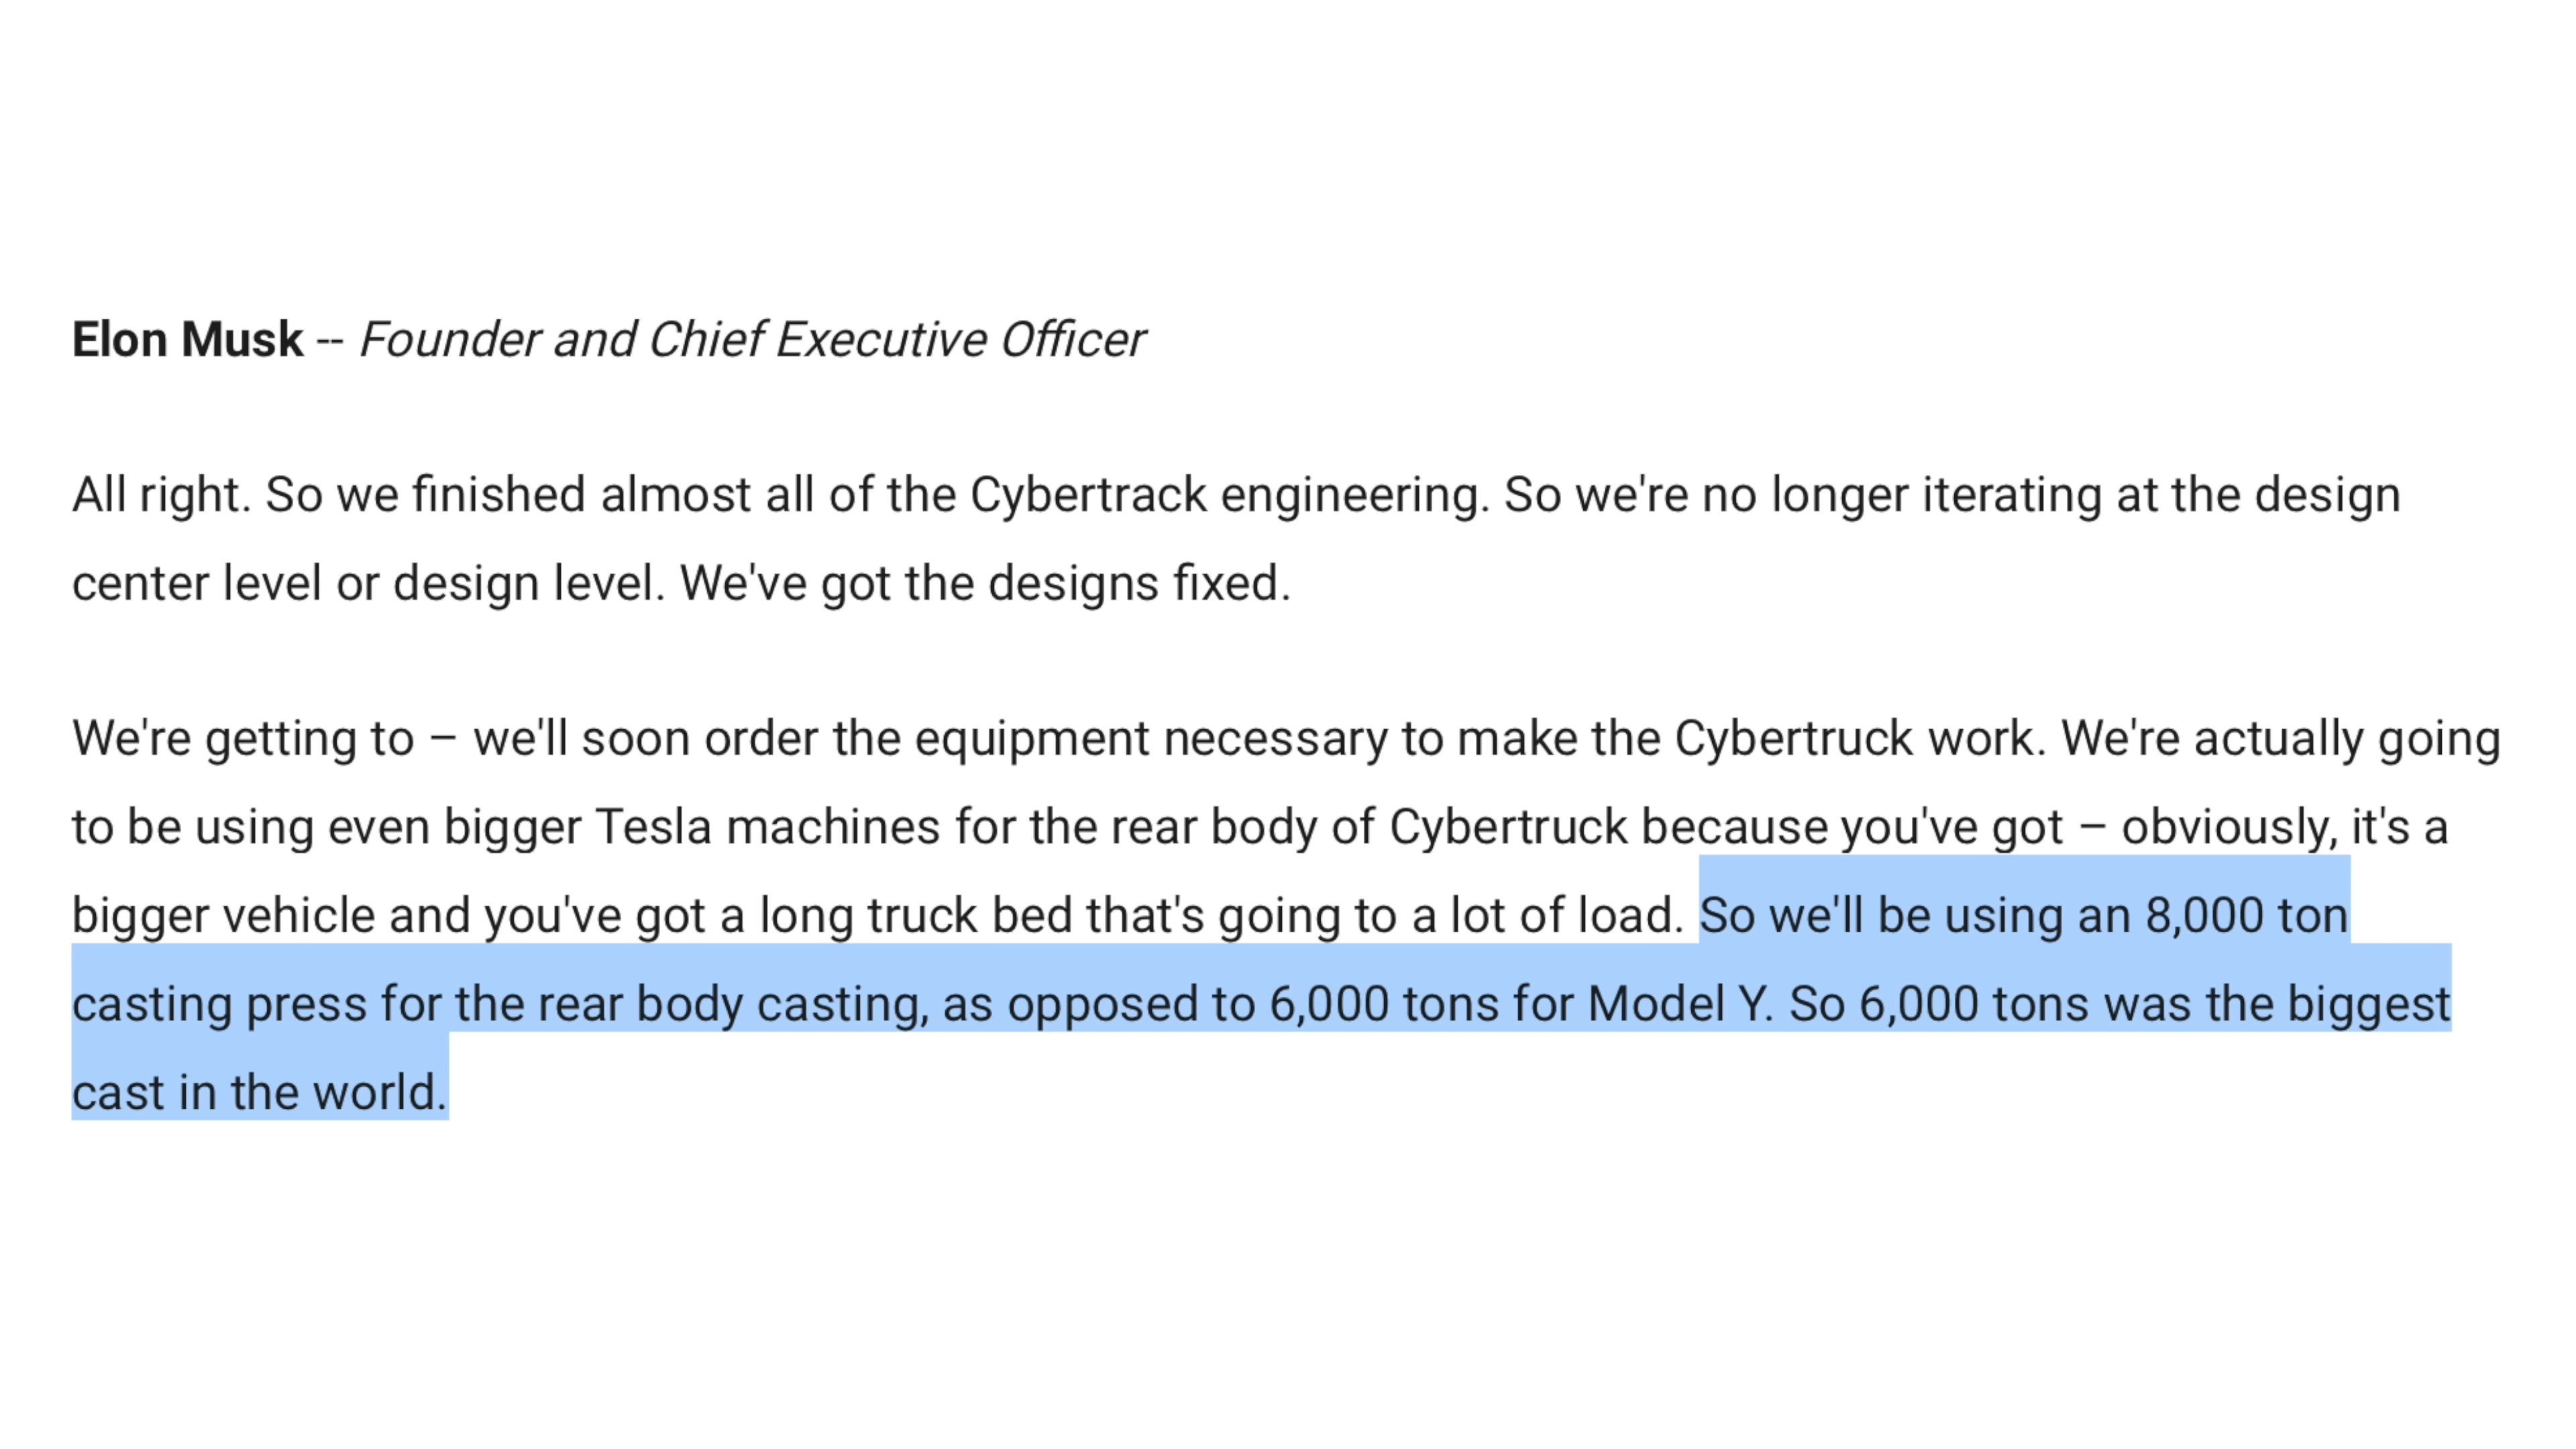 Elon Musk -- Founder and Chief Executive Officer
All right. So we finished almost all of the Cybertrack engineering. So we're no longer iterating at the design
center level or design level. We've got the designs fixed.
We're getting to – we'll soon order the equipment necessary to make the Cybertruck work. We're actually going
to be using even bigger Tesla machines for the rear body of Cybertruck because you've got – obviously, it's a
bigger vehicle and you've got a long truck bed that's going to a lot of load. So we'll be using an 8,000 ton
casting press for the rear body casting, as opposed to 6,000 tons for Model Y. So 6,000 tons was the biggest
cast in the world.